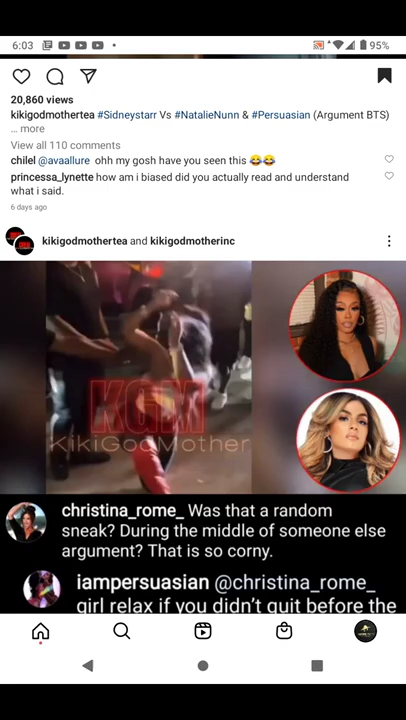 6:03
95%
20,860 views
kikigodmothertea #Sidneystarr Vs #NatalieNunn & #Persuasian (Argument BTS)
... more
View all 110 comments
chilel @avaallure ohh my gosh have you seen this 😂😂
princessa_lynette how am i biased did you actually read and understand
what i said.
6 days ago
kikigodmothertea and kikigodmotherinc
KGM
KikiGodMother
christina_rome_ Was that a random
sneak? During the middle of someone else
argument? That is so corny.
iampersuasian @christina_rome_
girl relax if you didn't quit before the